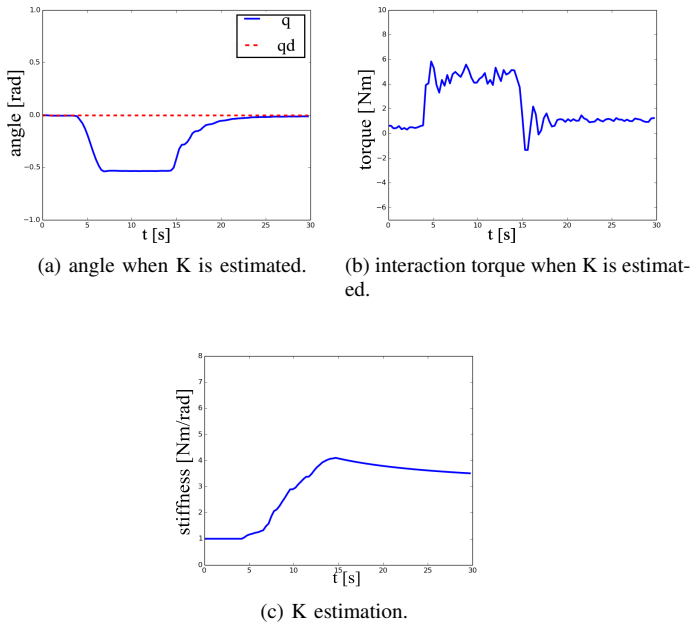 1.0
0.5
0.0
−0.5
−1.0
angle [rad]
q
qd
0 5 10 15 20 25 30
t [s]
(a) angle when K is estimated.
10
8
6
4
2
0
−2
−4
−6
torque [Nm]
0 5 10 15 20 25 30
t [s]
(b) interaction torque when K is estimat-
ed.
8
7
6
5
4
3
2
1
0
stiffness [Nm/rad]
0 5 10 15 20 25 30
t [s]
(c) K estimation.